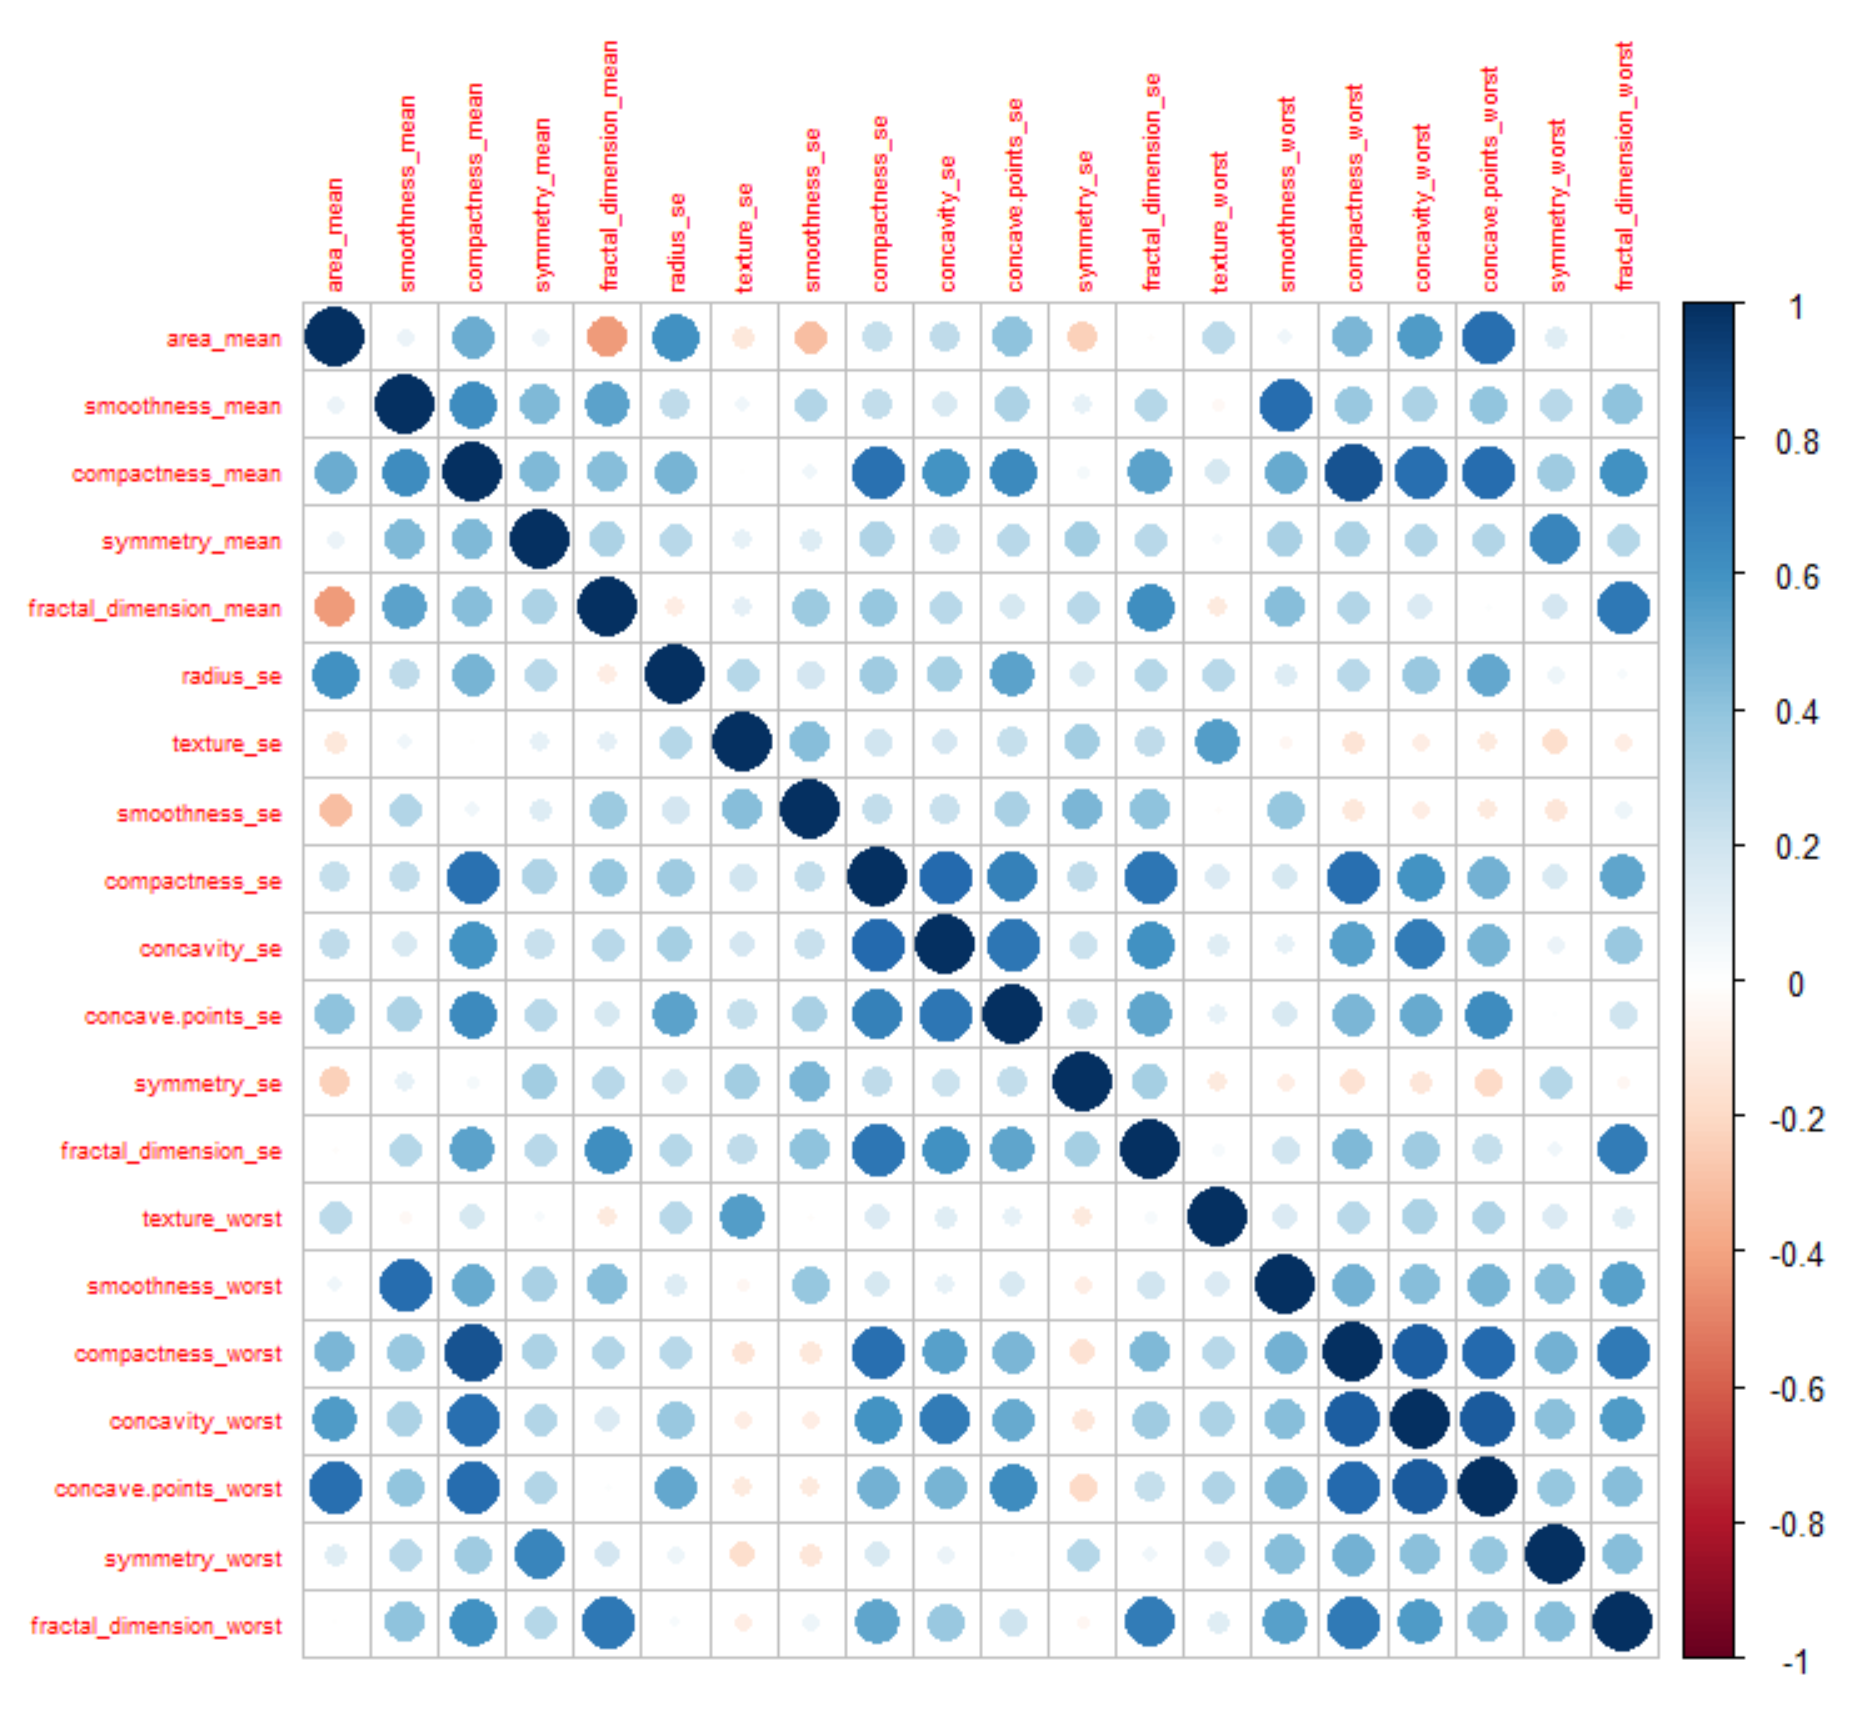 area_mean
smoothness_mean
compactness_mean
symmetry_mean
fractal_dimension_mean
radius_se
texture_se
smoothness_se
compactness_se
concavity_se
concave.points_se
symmetry_se
fractal_dimension_se
texture_worst
smoothness_worst
compactness_worst
concavity_worst
concave.points_worst
symmetry_worst
fractal_dimension_worst
area_mean
smoothness_mean
compactness_mean
symmetry_mean
fractal_dimension_mean
radius_se
texture_se
smoothness_se
compactness_se
concavity_se
concave.points_se
symmetry_se
fractal_dimension_se
texture_worst
smoothness_worst
compactness_worst
concavity_worst
concave.points_worst
symmetry_worst
fractal_dimension_worst
1
0.8
0.6
0.4
0.2
0
-0.2
-0.4
-0.6
-0.8
-1